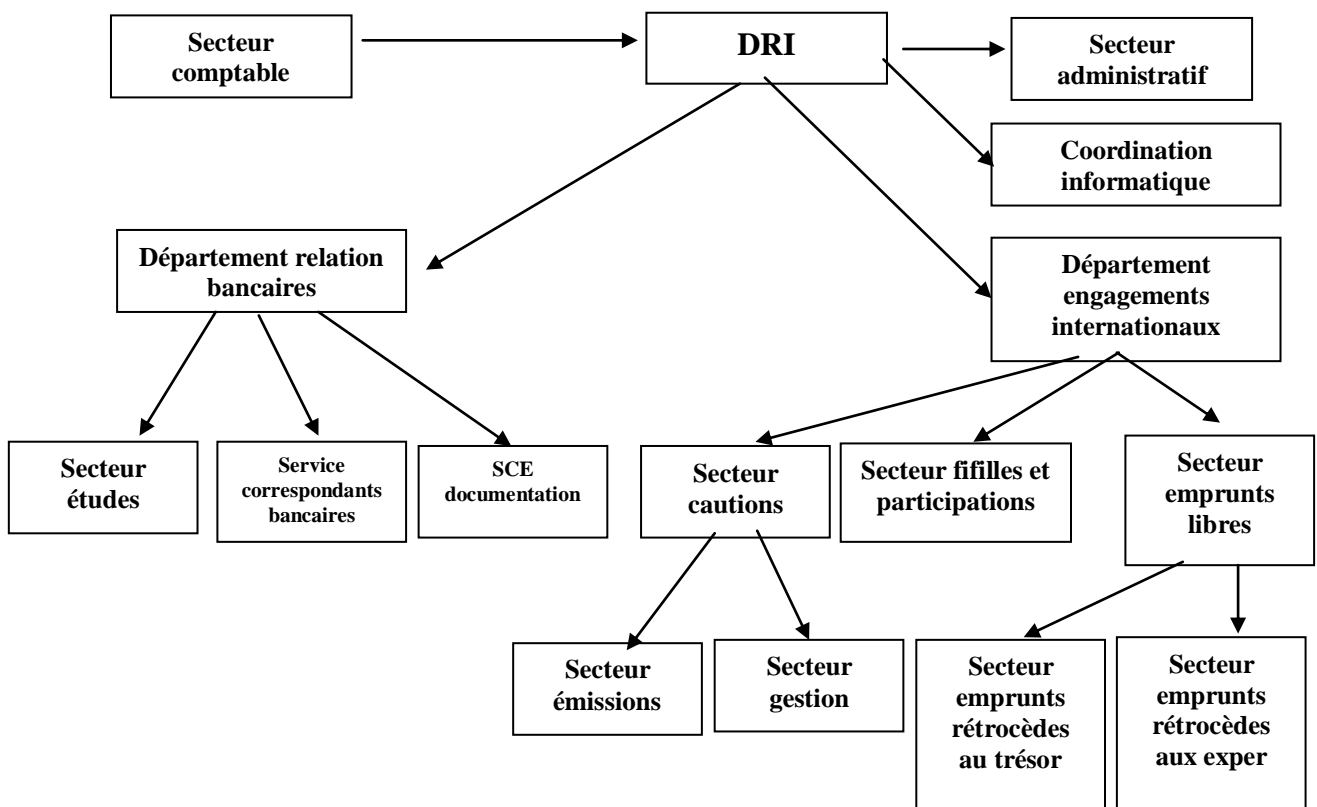 Secteur
comptable
DRI
Secteur
administratif
Coordination
informatique
Département relation
bancaires
Département
engagements
internationaux
Secteur
études
Service
correspondants
bancaires
SCE
documentation
Secteur
cautions
Secteur fifilles et
participations
Secteur
emprunts
libres
Secteur
émissions
Secteur
gestion
Secteur
emprunts
rétrocèdes
au trésor
Secteur
emprunts
rétrocèdes
aux exper